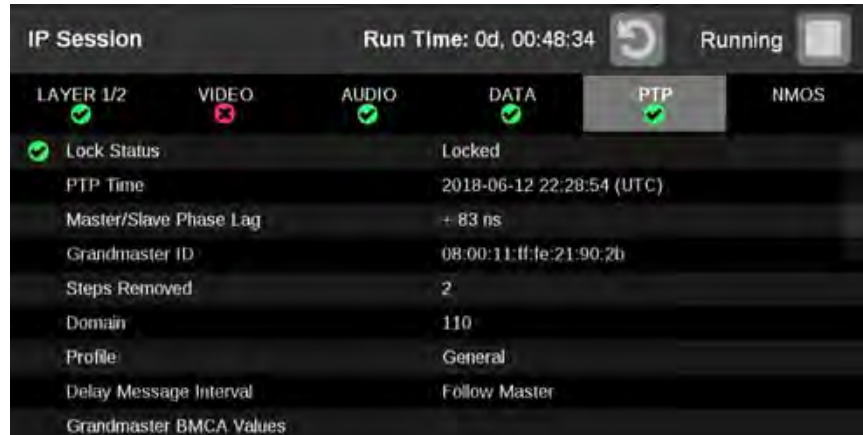 IP Session Run Time: 0d, 00:48:34 Running
LAYER 1/2 VIDEO AUDIO DATA PTP NMOS
Lock Status Locked
PTP Time 2018-06-12 22:28:54 (UTC)
Master/Slave Phase Lag + 83 ns
Grandmaster ID 08:00:11:ff:fe:21:90:2b
Steps Removed 2
Domain 110
Profile General
Delay Message Interval Follow Master
Grandmaster BMCA Values